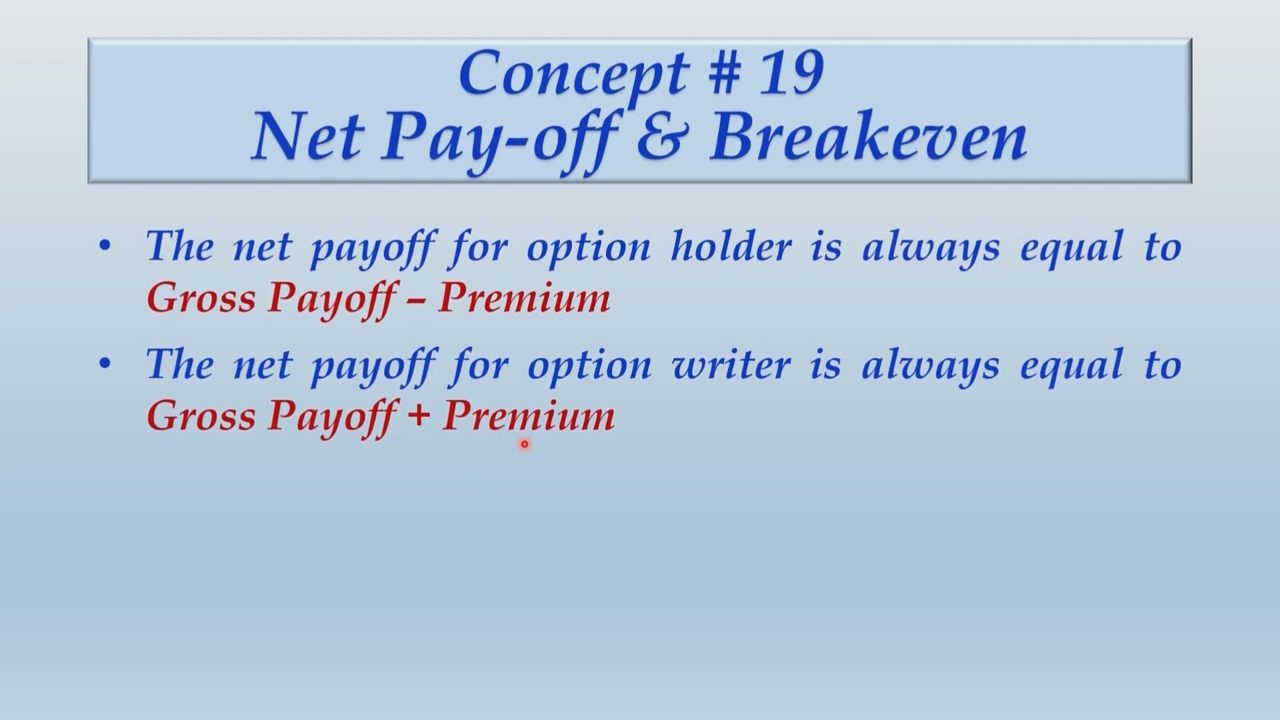 Concept # 19
Net Pay-off & Breakeven
• The net payoff for option holder is always equal to
Gross Payoff – Premium
• The net payoff for option writer is always equal to
Gross Payoff + Premium